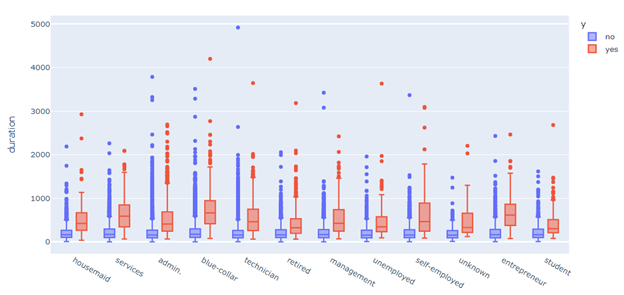 5000
4000
3000
2000
1000
0
duration
housemaid
services
admin.
blue-collar
technician
retired
management
unemployed
self-employed
unknown
entrepreneur
student
y
no
yes